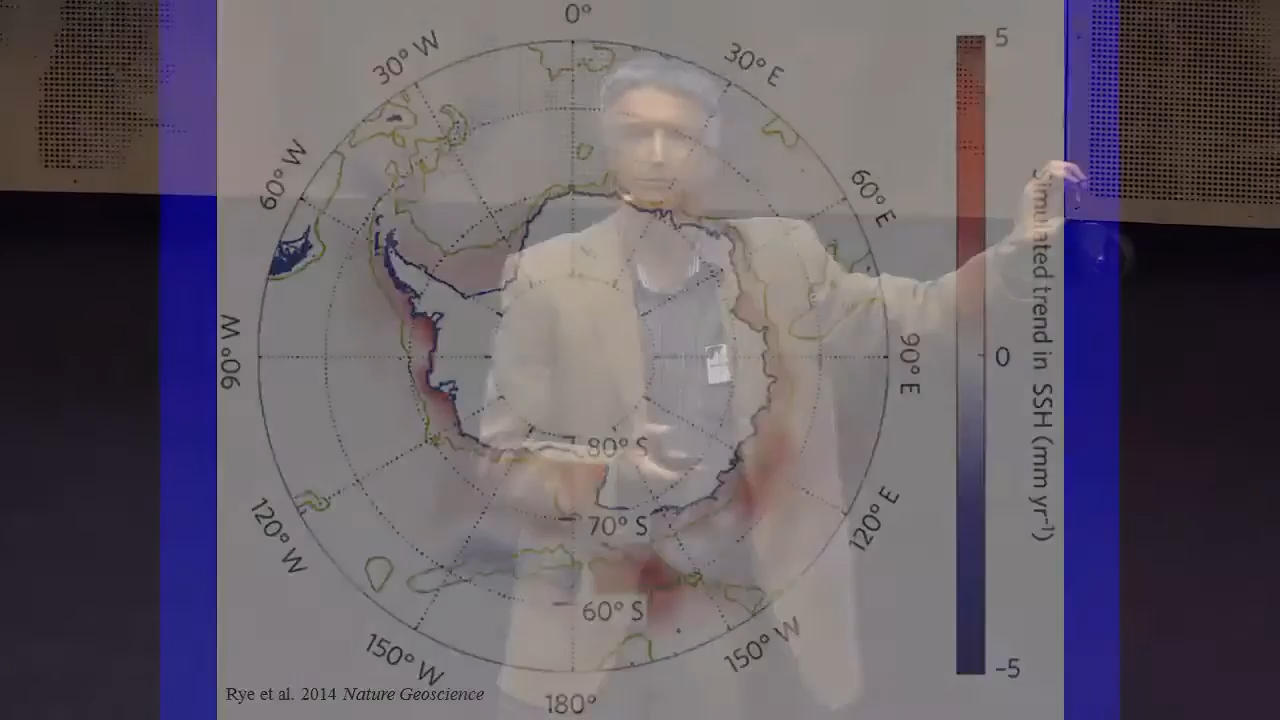 0°
30° W
30° E
60° W
60° E
90° W
90° E
120° W
120° E
150° W
150° W
180°
80° S
70° S
60° S
5
0
–5
Simulated trend in SSH (mm yr⁻¹)
Rye et al. 2014 Nature Geoscience